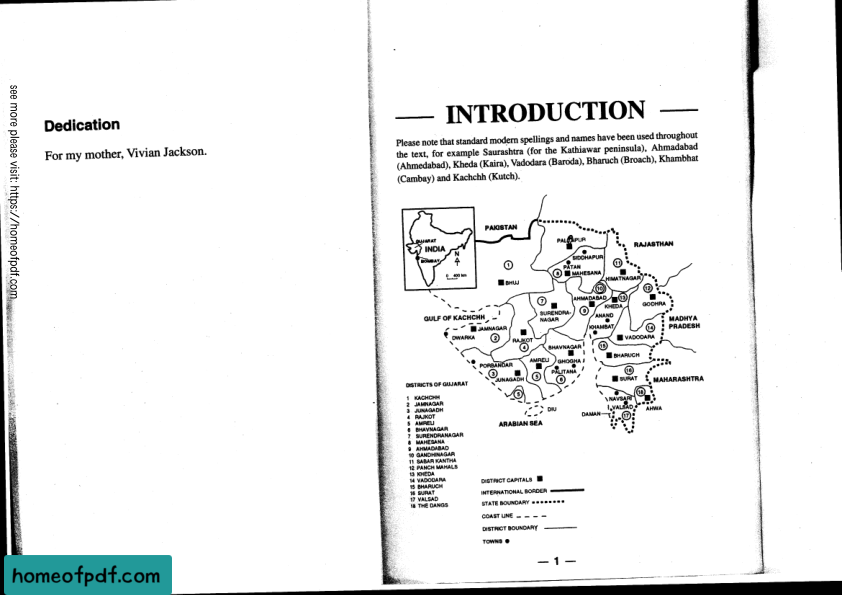 see more please visit: https://homeofpdf.com
Dedication
For my mother, Vivian Jackson.
INTRODUCTION
Please note that standard modern spellings and names have been used throughout
the text, for example Saurashtra (for the Kathiawar peninsula), Ahmadabad
(Ahmedabad), Kheda (Kaira), Vadodara (Baroda), Bharuch (Broach), Khambhat
(Cambay) and Kachchh (Kutch).
PAKISTAN
RAJASTHAN
GUJARAT
INDIA
BOMBAY
N
0 400 km
PALANPUR
SIDDHAPUR
PATAN
MAHESANA
HIMATNAGAR
1
8
11
BHUJ
10
12
AHMADABAD
KHEDA
13
GODHRA
7
SURENDRA-
NAGAR
9
ANAND
KHAMBAT
GULF OF KACHCHH
MADHYA
PRADESH
JAMNAGAR
DWARKA
2
RAJKOT
4
14
VADODARA
BHAVNAGAR
15
BHARUCH
AMRELI
GHOGHA
PORBANDAR
3
JUNAGADH
5
PALITANA
6
16
SURAT
MAHARASHTRA
NAVSARI
18
VALSAD
AHWA
DIU
DAMAN
17
ARABIAN SEA
DISTRICTS OF GUJARAT
1 KACHCHH
2 JAMNAGAR
3 JUNAGADH
4 RAJKOT
5 AMRELI
6 BHAVNAGAR
7 SURENDRANAGAR
8 MAHESANA
9 AHMADABAD
10 GANDHINAGAR
11 SABAR KANTHA
12 PANCH MAHALS
13 KHEDA
14 VADODARA
15 BHARUCH
16 SURAT
17 VALSAD
18 THE DANGS
DISTRICT CAPITALS
INTERNATIONAL BORDER
STATE BOUNDARY
COAST LINE
DISTRICT BOUNDARY
TOWNS
— 1 —
homeofpdf.com